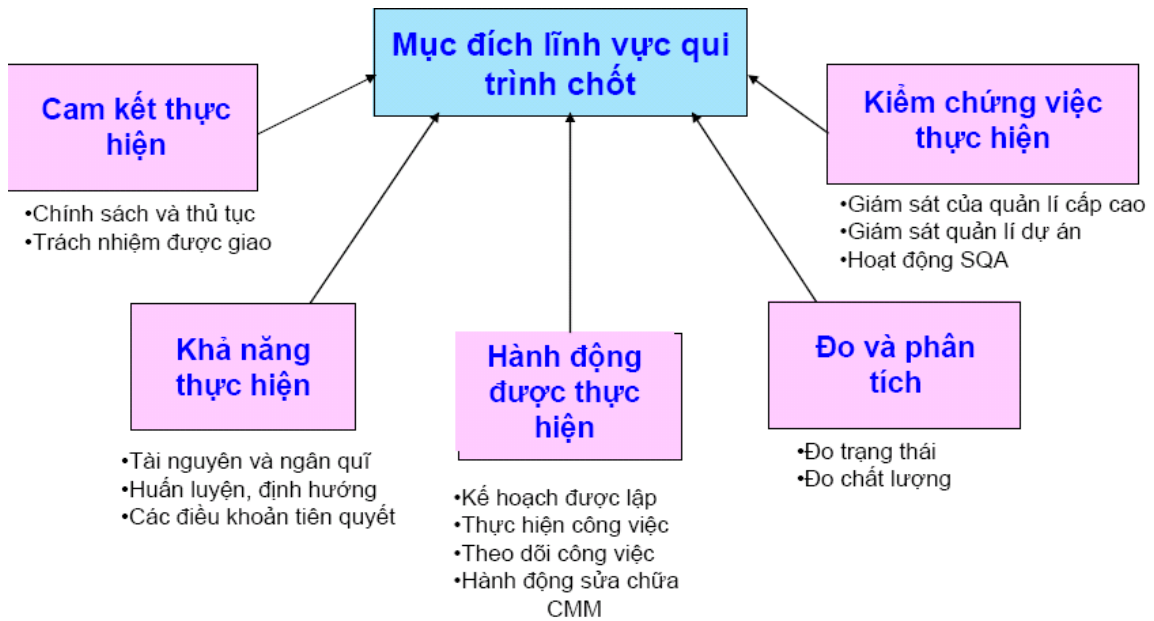 Mục đích lĩnh vực qui
trình chốt
Cam kết thực
hiện
•Chính sách và thủ tục
•Trách nhiệm được giao
Kiểm chứng việc
thực hiện
•Giám sát của quản lí cấp cao
•Giám sát quản lí dự án
•Hoạt động SQA
Khả năng
thực hiện
•Tài nguyên và ngân quĩ
•Huấn luyện, định hướng
•Các điều khoản tiên quyết
Hành động
được thực
hiện
•Kế hoạch được lập
•Thực hiện công việc
•Theo dõi công việc
•Hành động sửa chữa
CMM
Đo và phân
tích
•Đo trạng thái
•Đo chất lượng